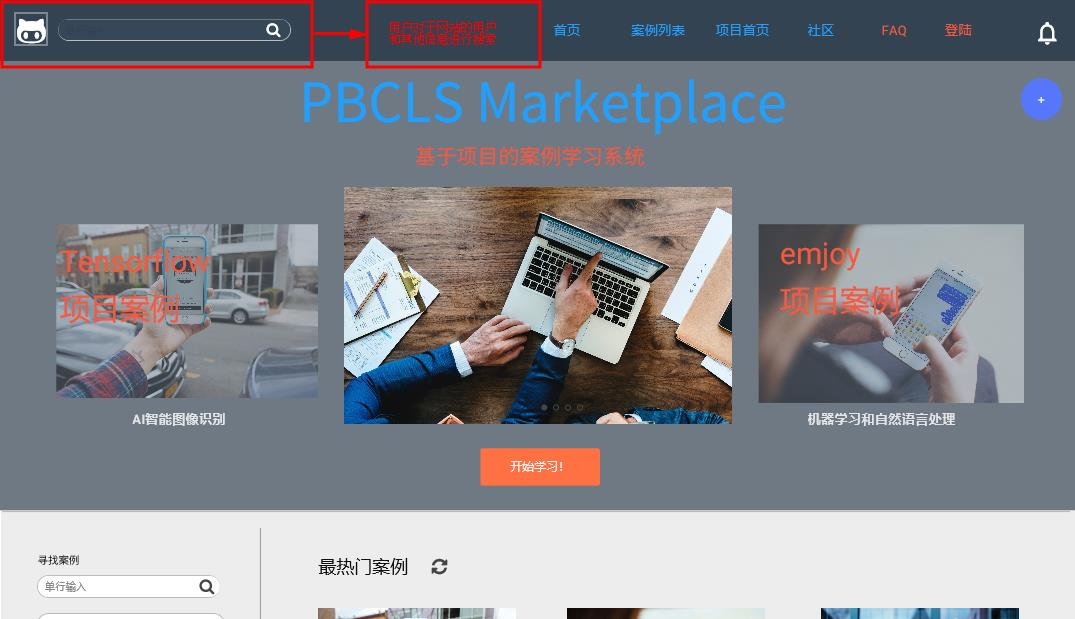 用户对于网站的用户
和其他信息进行搜索
首页 案例列表 项目首页 社区 FAQ 登陆
PBCLS Marketplace
+
基于项目的案例学习系统
Tensorflow
项目案例
emjoy
项目案例
AI智能图像识别
机器学习和自然语言处理
开始学习!
寻找案例
单行输入
最热门案例